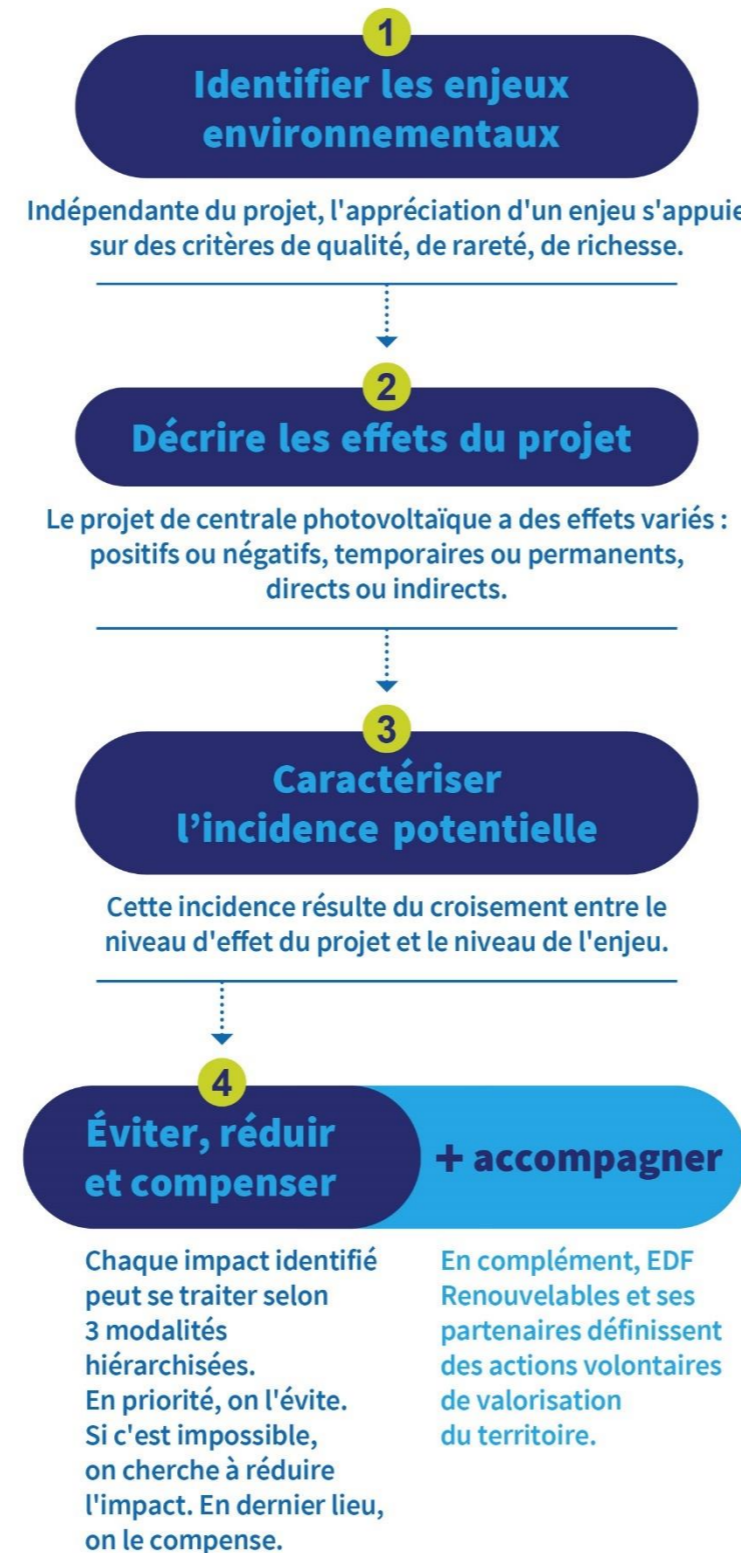 1
Identifier les enjeux
environnementaux
Indépendante du projet, l'appréciation d'un enjeu s'appuie
sur des critères de qualité, de rareté, de richesse.
2
Décrire les effets du projet
Le projet de centrale photovoltaïque a des effets variés :
positifs ou négatifs, temporaires ou permanents,
directs ou indirects.
3
Caractériser
l'incidence potentielle
Cette incidence résulte du croisement entre le
niveau d'effet du projet et le niveau de l'enjeu.
4
Éviter, réduir
et compenser
+ accompagner
Chaque impact identifié
peut se traiter selon
3 modalités
hiérarchisées.
En priorité, on l'évite.
Si c'est impossible,
on cherche à réduire
l'impact. En dernier lieu,
on le compense.
En complément, EDF
Renouvelables et ses
partenaires définissent
des actions volontaires
de valorisation
du territoire.